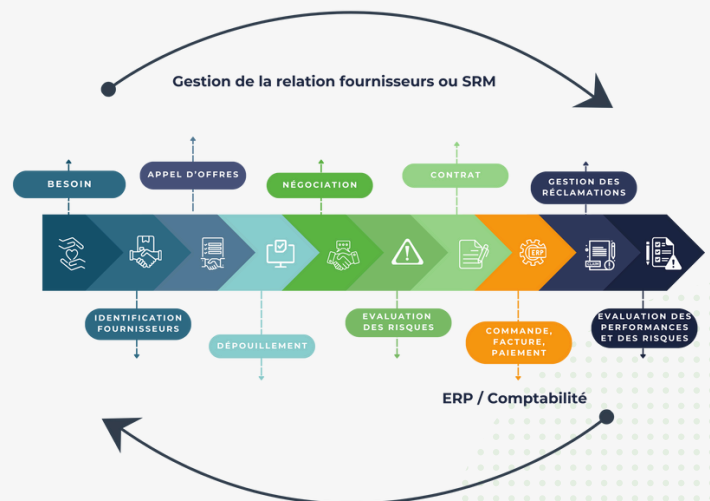 Gestion de la relation fournisseurs ou SRM
BESOIN
APPEL D'OFFRES
NÉGOCIATION
CONTRAT
GESTION DES
RÉCLAMATIONS
ERP
IDENTIFICATION
FOURNISSEURS
DÉPOUILLEMENT
EVALUATION
DES RISQUES
COMMANDE,
FACTURE,
PAIEMENT
EVALUATION DES
PERFORMANCES
ET DES RISQUES
ERP / Comptabilité